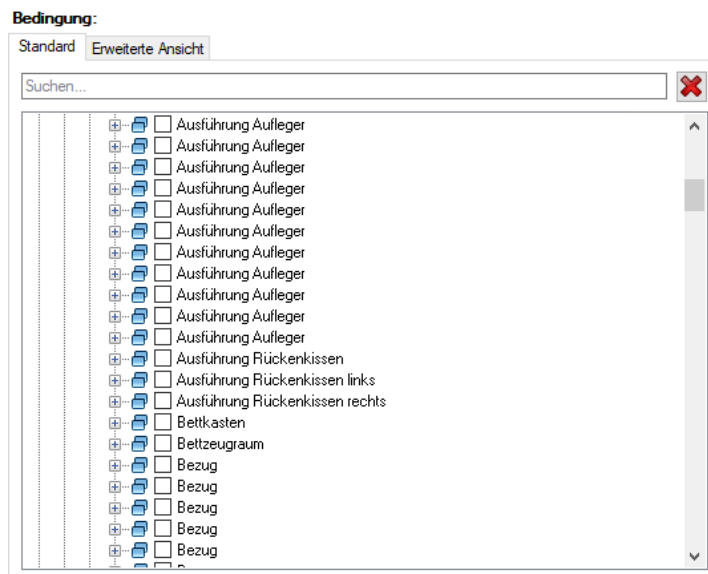 Bedingung:
Standard
Erweiterte Ansicht
Suchen...
Ausführung Aufleger
Ausführung Aufleger
Ausführung Aufleger
Ausführung Aufleger
Ausführung Aufleger
Ausführung Aufleger
Ausführung Aufleger
Ausführung Aufleger
Ausführung Aufleger
Ausführung Aufleger
Ausführung Aufleger
Ausführung Rückenkissen
Ausführung Rückenkissen links
Ausführung Rückenkissen rechts
Bettkasten
Bettzeugraum
Bezug
Bezug
Bezug
Bezug
Bezug